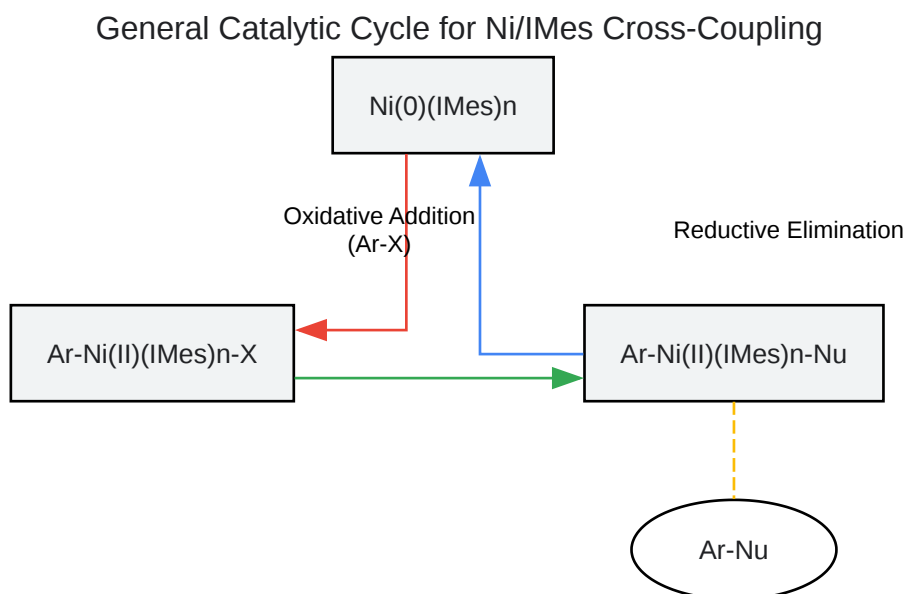 General Catalytic Cycle for Ni/IMes Cross-Coupling
Ni(0)(IMes)n
Oxidative Addition
(Ar-X)
Reductive Elimination
Ar-Ni(II)(IMes)n-X
Ar-Ni(II)(IMes)n-Nu
Ar-Nu